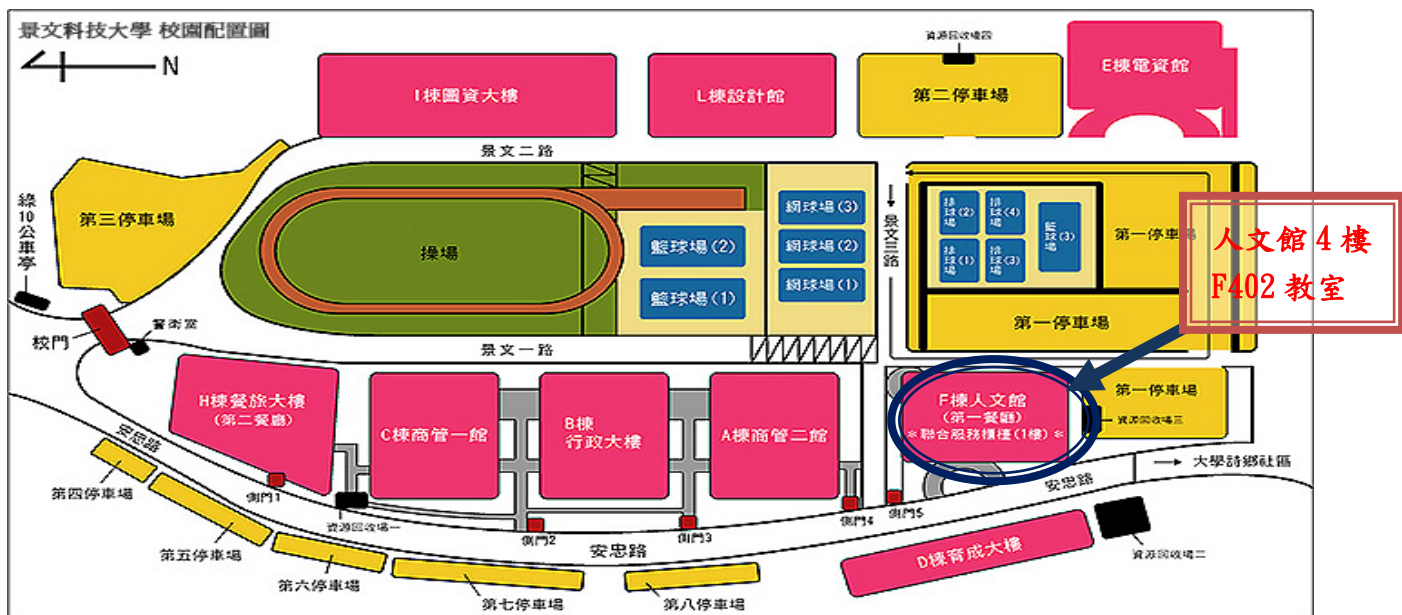 景文科技大學 校園配置圖
N
資源回收場四
I棟圖資大樓
L棟設計館
第二停車場
E棟電資館
景文二路
第三停車場
綠10公車亭
校門
警衛室
操場
籃球場(2)
籃球場(1)
網球場(3)
網球場(2)
網球場(1)
景文三路
排球場(2)
排球場(4)
排球場(1)
排球場(3)
籃球場(3)
第一停車場
第一停車場
人文館4樓
F402教室
景文一路
H棟餐旅大樓
(第二餐廳)
C棟商管一館
B棟
行政大樓
A棟商管二館
F棟人文館
(第一餐廳)
*聯合服務櫃檯(1樓)*
第一停車場
資源回收場三
大學詩鄉社區
安忠路
安忠路
安忠路
側門1
資源回收場一
側門2
側門3
側門4
側門5
第四停車場
第五停車場
第六停車場
第七停車場
第八停車場
D棟育成大樓
資源回收場二